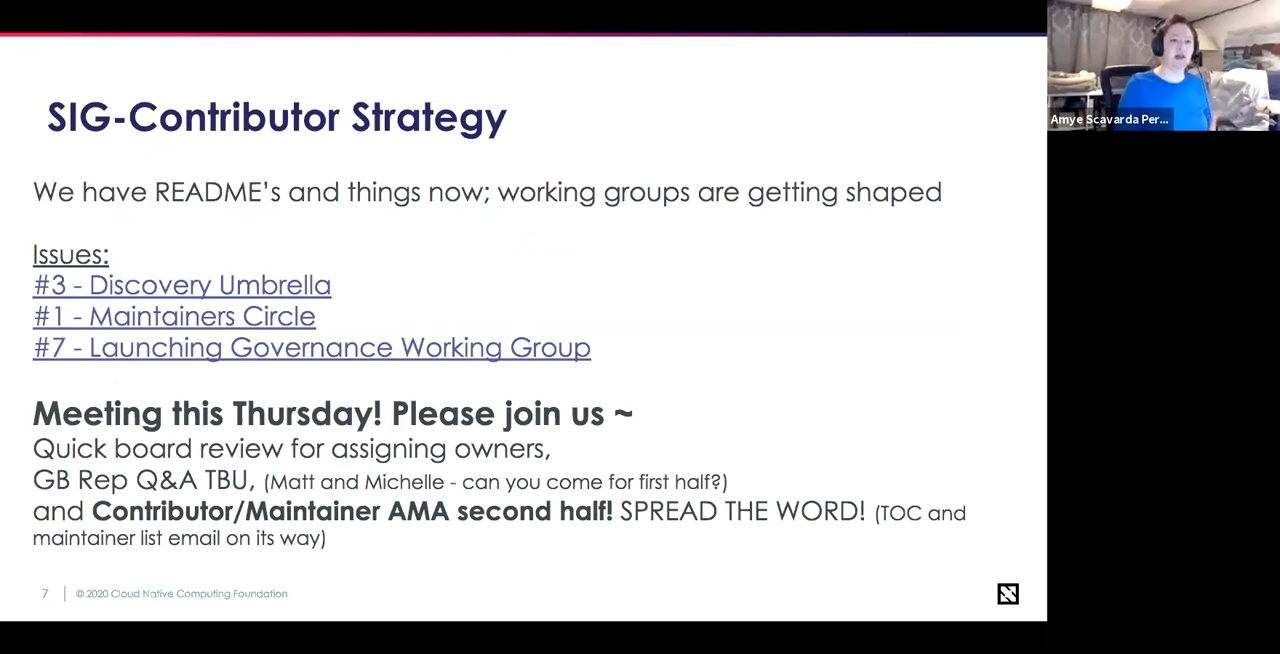 SIG-Contributor Strategy
We have README’s and things now; working groups are getting shaped
Issues:
#3 - Discovery Umbrella
#1 - Maintainers Circle
#7 - Launching Governance Working Group
Meeting this Thursday! Please join us ~
Quick board review for assigning owners,
GB Rep Q&A TBU, (Matt and Michelle - can you come for first half?)
and Contributor/Maintainer AMA second half! SPREAD THE WORD! (TOC and
maintainer list email on its way)
7
© 2020 Cloud Native Computing Foundation
Amye Scavarda Per...